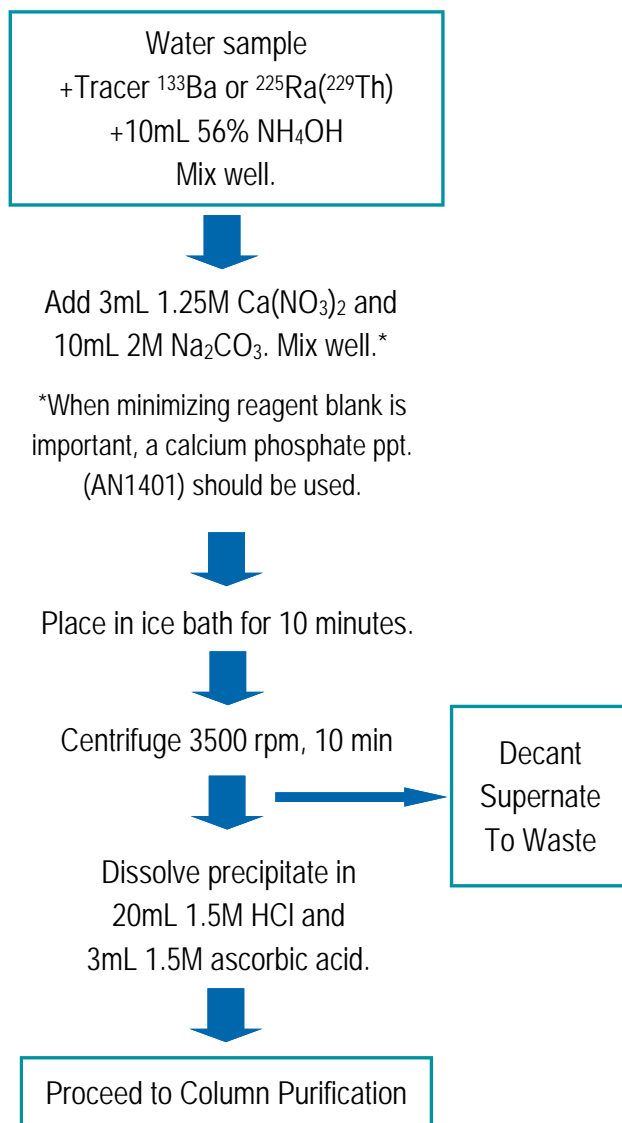 Water sample
+Tracer ¹³³Ba or ²²⁵Ra(²²⁹Th)
+10mL 56% NH₄OH
Mix well.
Add 3mL 1.25M Ca(NO₃)₂ and
10mL 2M Na₂CO₃. Mix well.*
*When minimizing reagent blank is
important, a calcium phosphate ppt.
(AN1401) should be used.
Place in ice bath for 10 minutes.
Centrifuge 3500 rpm, 10 min
Decant
Supernate
To Waste
Dissolve precipitate in
20mL 1.5M HCl and
3mL 1.5M ascorbic acid.
Proceed to Column Purification